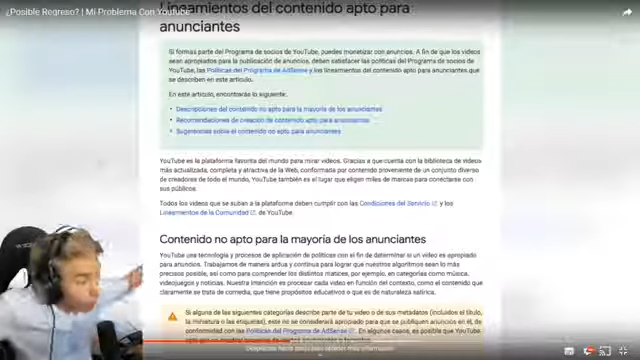 ¿Posible Regreso? | Mi Problema Con YouTube
Lineamientos del contenido apto para
anunciantes
Si formas parte del Programa de socios de YouTube, puedes monetizar con anuncios. A fin de que los videos
sean apropiados para la publicación de anuncios, deben satisfacer las políticas del Programa de socios de
YouTube, las Políticas del Programa de AdSense y los lineamientos del contenido apto para anunciantes que
se describen en este artículo.
En este artículo, encontrarás lo siguiente:
• Descripciones del contenido no apto para la mayoría de los anunciantes
• Recomendaciones de creación de contenido apto para anunciantes
• Sugerencias sobre el contenido no apto para anunciantes
YouTube es la plataforma favorita del mundo para mirar videos. Gracias a que cuenta con la biblioteca de videos
más actualizada, completa y atractiva de la Web, conformada por contenido proveniente de un conjunto diverso
de creadores de todo el mundo, YouTube también es el lugar que eligen miles de marcas para conectarse con
sus públicos.
Todos los videos que se suban a la plataforma deben cumplir con las Condiciones del Servicio y los
Lineamientos de la Comunidad de YouTube.
Contenido no apto para la mayoría de los anunciantes
YouTube usa tecnología y procesos de aplicación de políticas con el fin de determinar si un video es apropiado
para anunciantes. Trabajamos de manera ardua y continua para lograr que nuestros algoritmos sean lo más
precisos posible, así como para comprender los distintos matices, por ejemplo, en categorías como música,
videojuegos y noticias. Nuestra intención es procesar cada video en función del contexto, como el contenido que
claramente se trata de comedia, que tiene propósitos educativos o que es de naturaleza satírica.
Si alguna de las siguientes categorías describe parte de tu video o de sus metadatos (incluidos el título,
la miniatura o las etiquetas), este no se considerará apropiado para que se publiquen anuncios en él, de
conformidad con las Políticas del Programa de AdSense. En algunos casos, es posible que YouTube
Desplázate hacia abajo para obtener más información